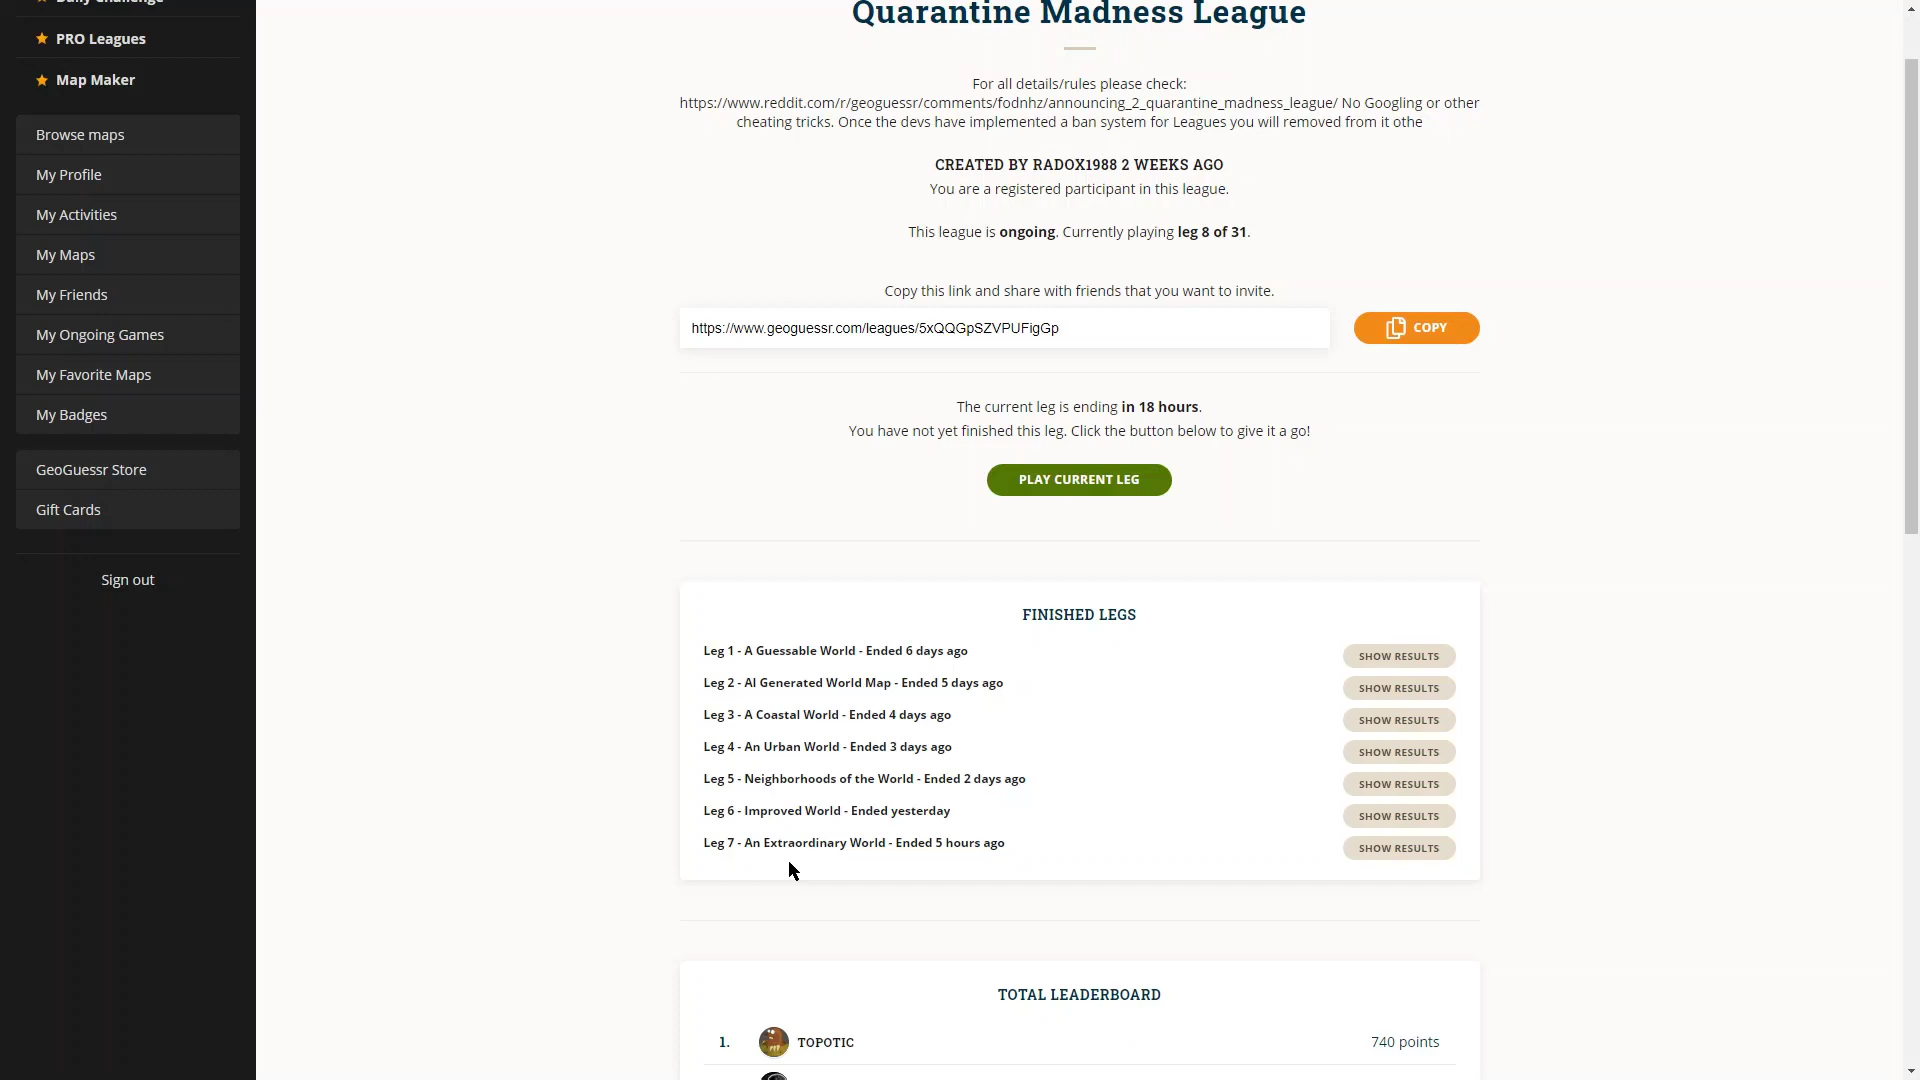 PRO Leagues
Map Maker
Browse maps
My Profile
My Activities
My Maps
My Friends
My Ongoing Games
My Favorite Maps
My Badges
GeoGuessr Store
Gift Cards
Sign out
Quarantine Madness League
For all details/rules please check:
https://www.reddit.com/r/geoguessr/comments/fodnhz/announcing_2_quarantine_madness_league/ No Googling or other
cheating tricks. Once the devs have implemented a ban system for Leagues you will removed from it othe
CREATED BY RADOX1988 2 WEEKS AGO
You are a registered participant in this league.
This league is ongoing. Currently playing leg 8 of 31.
Copy this link and share with friends that you want to invite.
https://www.geoguessr.com/leagues/5xQQGpSZVPUFigGp
COPY
The current leg is ending in 18 hours.
You have not yet finished this leg. Click the button below to give it a go!
PLAY CURRENT LEG
FINISHED LEGS
Leg 1 - A Guessable World - Ended 6 days ago SHOW RESULTS
Leg 2 - AI Generated World Map - Ended 5 days ago SHOW RESULTS
Leg 3 - A Coastal World - Ended 4 days ago SHOW RESULTS
Leg 4 - An Urban World - Ended 3 days ago SHOW RESULTS
Leg 5 - Neighborhoods of the World - Ended 2 days ago SHOW RESULTS
Leg 6 - Improved World - Ended yesterday SHOW RESULTS
Leg 7 - An Extraordinary World - Ended 5 hours ago SHOW RESULTS
TOTAL LEADERBOARD
1. TOPOTIC 740 points